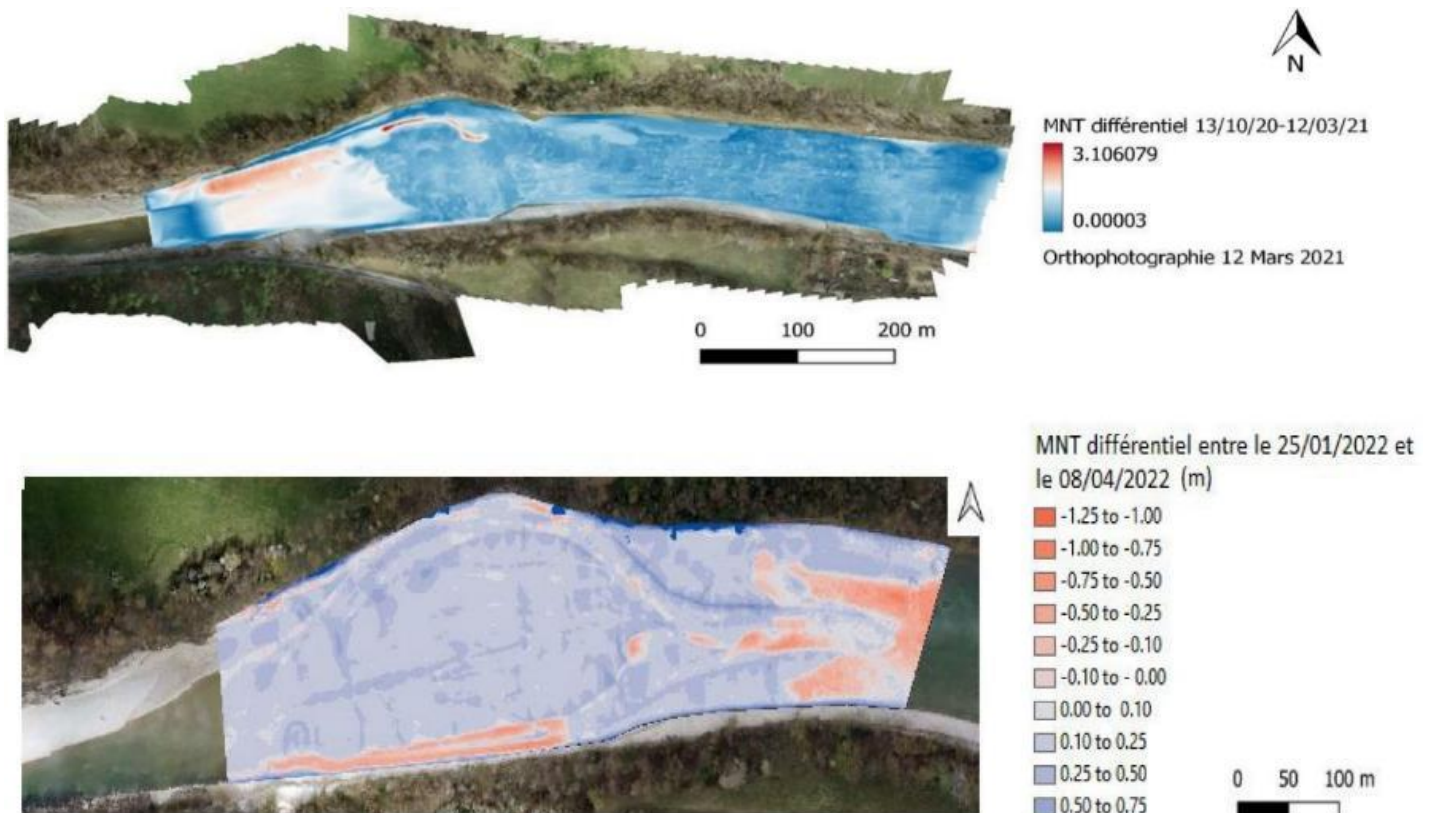 N
MNT différentiel 13/10/20-12/03/21
3.106079
0.00003
Orthophotographie 12 Mars 2021
0 100 200 m
MNT différentiel entre le 25/01/2022 et
le 08/04/2022 (m)
-1.25 to -1.00
-1.00 to -0.75
-0.75 to -0.50
-0.50 to -0.25
-0.25 to -0.10
-0.10 to - 0.00
0.00 to 0.10
0.10 to 0.25
0.25 to 0.50
0.50 to 0.75
0 50 100 m